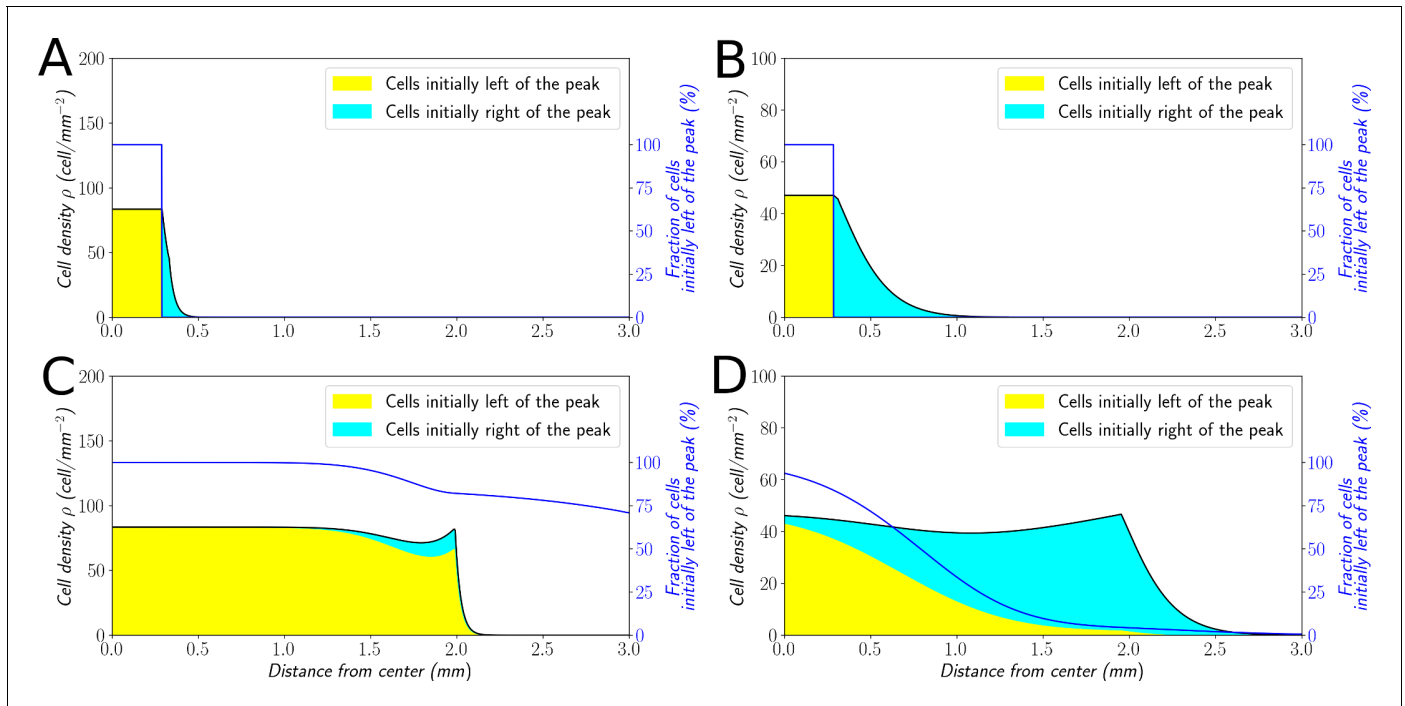 A
200
150
100
50
0
Cell density ρ (cell/mm⁻²)
Cells initially left of the peak
Cells initially right of the peak
100
75
50
25
0
Fraction of cells
initially left of the peak (%)
0.0 0.5 1.0 1.5 2.0 2.5 3.0
B
100
80
60
40
20
0
Cell density ρ (cell/mm⁻²)
Cells initially left of the peak
Cells initially right of the peak
100
75
50
25
0
Fraction of cells
initially left of the peak (%)
0.0 0.5 1.0 1.5 2.0 2.5 3.0
C
200
150
100
50
0
Cell density ρ (cell/mm⁻²)
Cells initially left of the peak
Cells initially right of the peak
100
75
50
25
0
Fraction of cells
initially left of the peak (%)
0.0 0.5 1.0 1.5 2.0 2.5 3.0
Distance from center (mm)
D
100
80
60
40
20
0
Cell density ρ (cell/mm⁻²)
Cells initially left of the peak
Cells initially right of the peak
100
75
50
25
0
Fraction of cells
initially left of the peak (%)
0.0 0.5 1.0 1.5 2.0 2.5 3.0
Distance from center (mm)